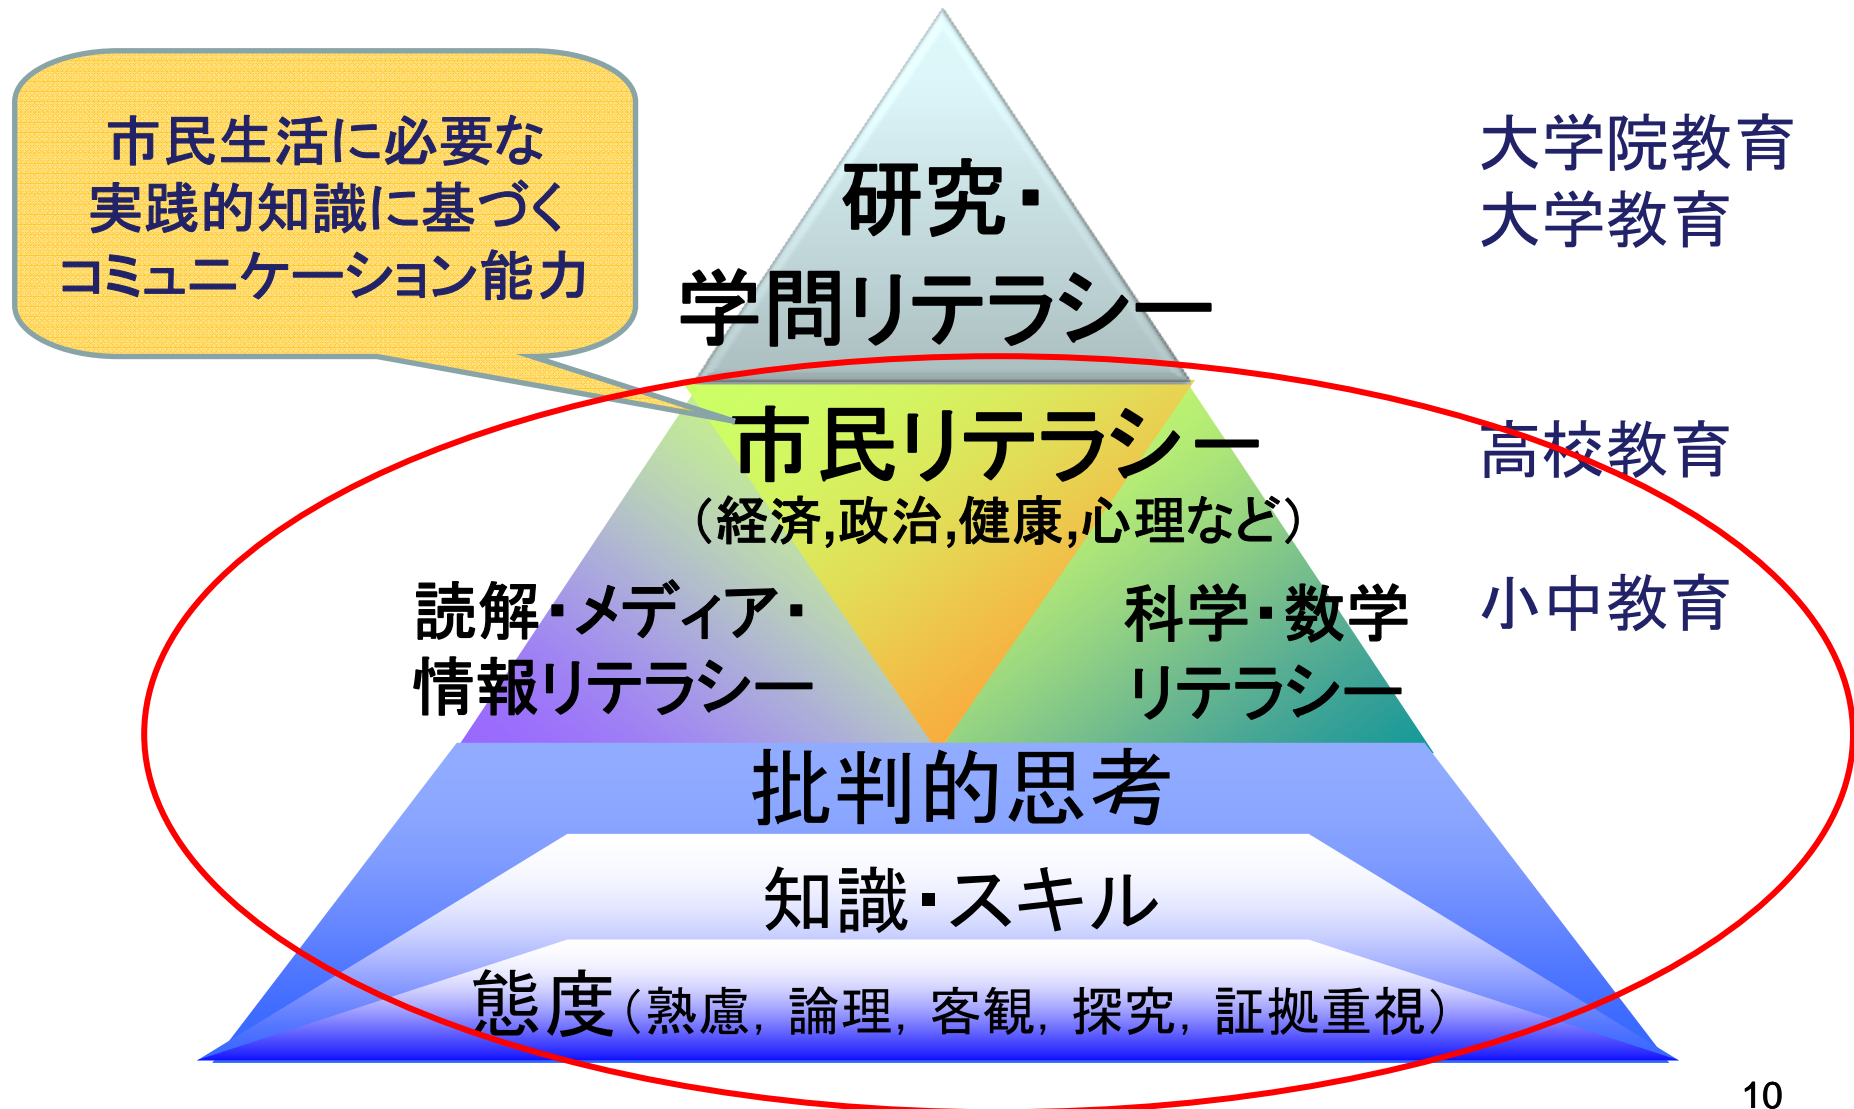 市民生活に必要な
実践的知識に基づく
コミュニケーション能力
研究・
学問リテラシー
大学院教育
大学教育
市民リテラシー
（経済,政治,健康,心理など）
高校教育
読解・メディア・
情報リテラシー
科学・数学
リテラシー
小中教育
批判的思考
知識・スキル
態度（熟慮, 論理, 客観, 探究, 証拠重視）
10